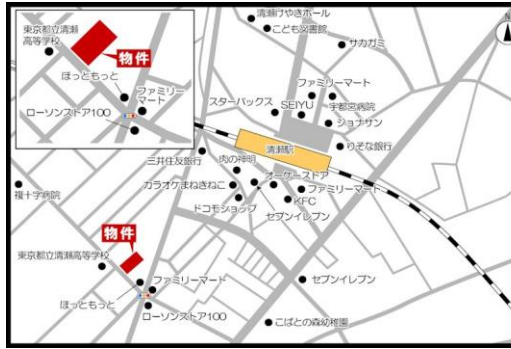 東京都立清瀬
高等学校
物件
ほっともっと
ファミリー
マート
ローソンストア100
清瀬けやきホール
こども図書館
サカガミ
N
ファミリーマート
スターバックス
SEIYU
宇都宮病院
ジョナサン
清瀬駅
りそな銀行
三井住友銀行
肉の神明
カラオケまねきねこ
オーケーストア
ファミリーマート
ドコモショップ
KFC
セブンイレブン
複十字病院
物件
東京都立清瀬高等学校
ファミリーマート
ほっともっと
ローソンストア100
セブンイレブン
こばとの森幼稚園